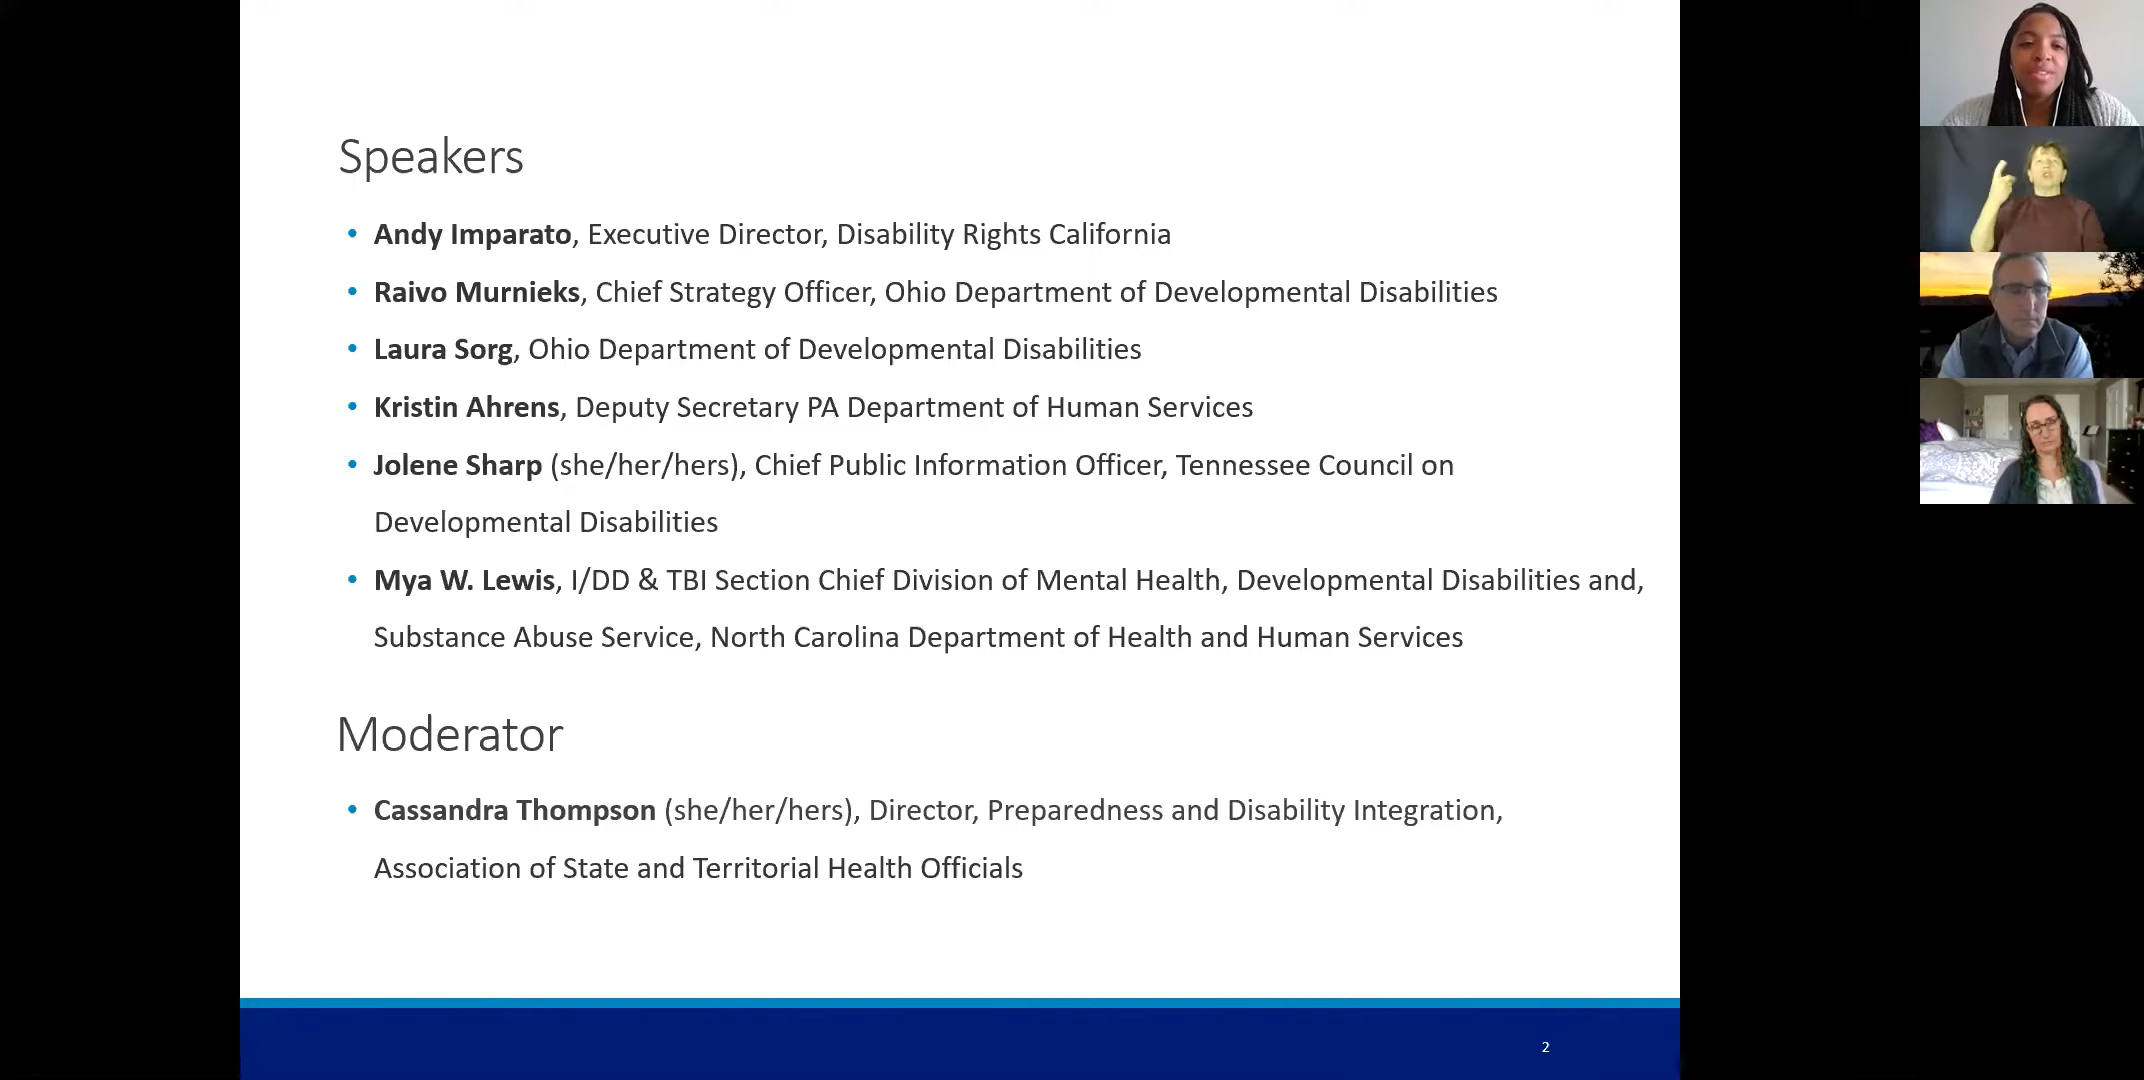 Speakers
• Andy Imparato, Executive Director, Disability Rights California
• Raivo Murnieks, Chief Strategy Officer, Ohio Department of Developmental Disabilities
• Laura Sorg, Ohio Department of Developmental Disabilities
• Kristin Ahrens, Deputy Secretary PA Department of Human Services
• Jolene Sharp (she/her/hers), Chief Public Information Officer, Tennessee Council on
Developmental Disabilities
• Mya W. Lewis, I/DD & TBI Section Chief Division of Mental Health, Developmental Disabilities and,
Substance Abuse Service, North Carolina Department of Health and Human Services
Moderator
• Cassandra Thompson (she/her/hers), Director, Preparedness and Disability Integration,
Association of State and Territorial Health Officials
2